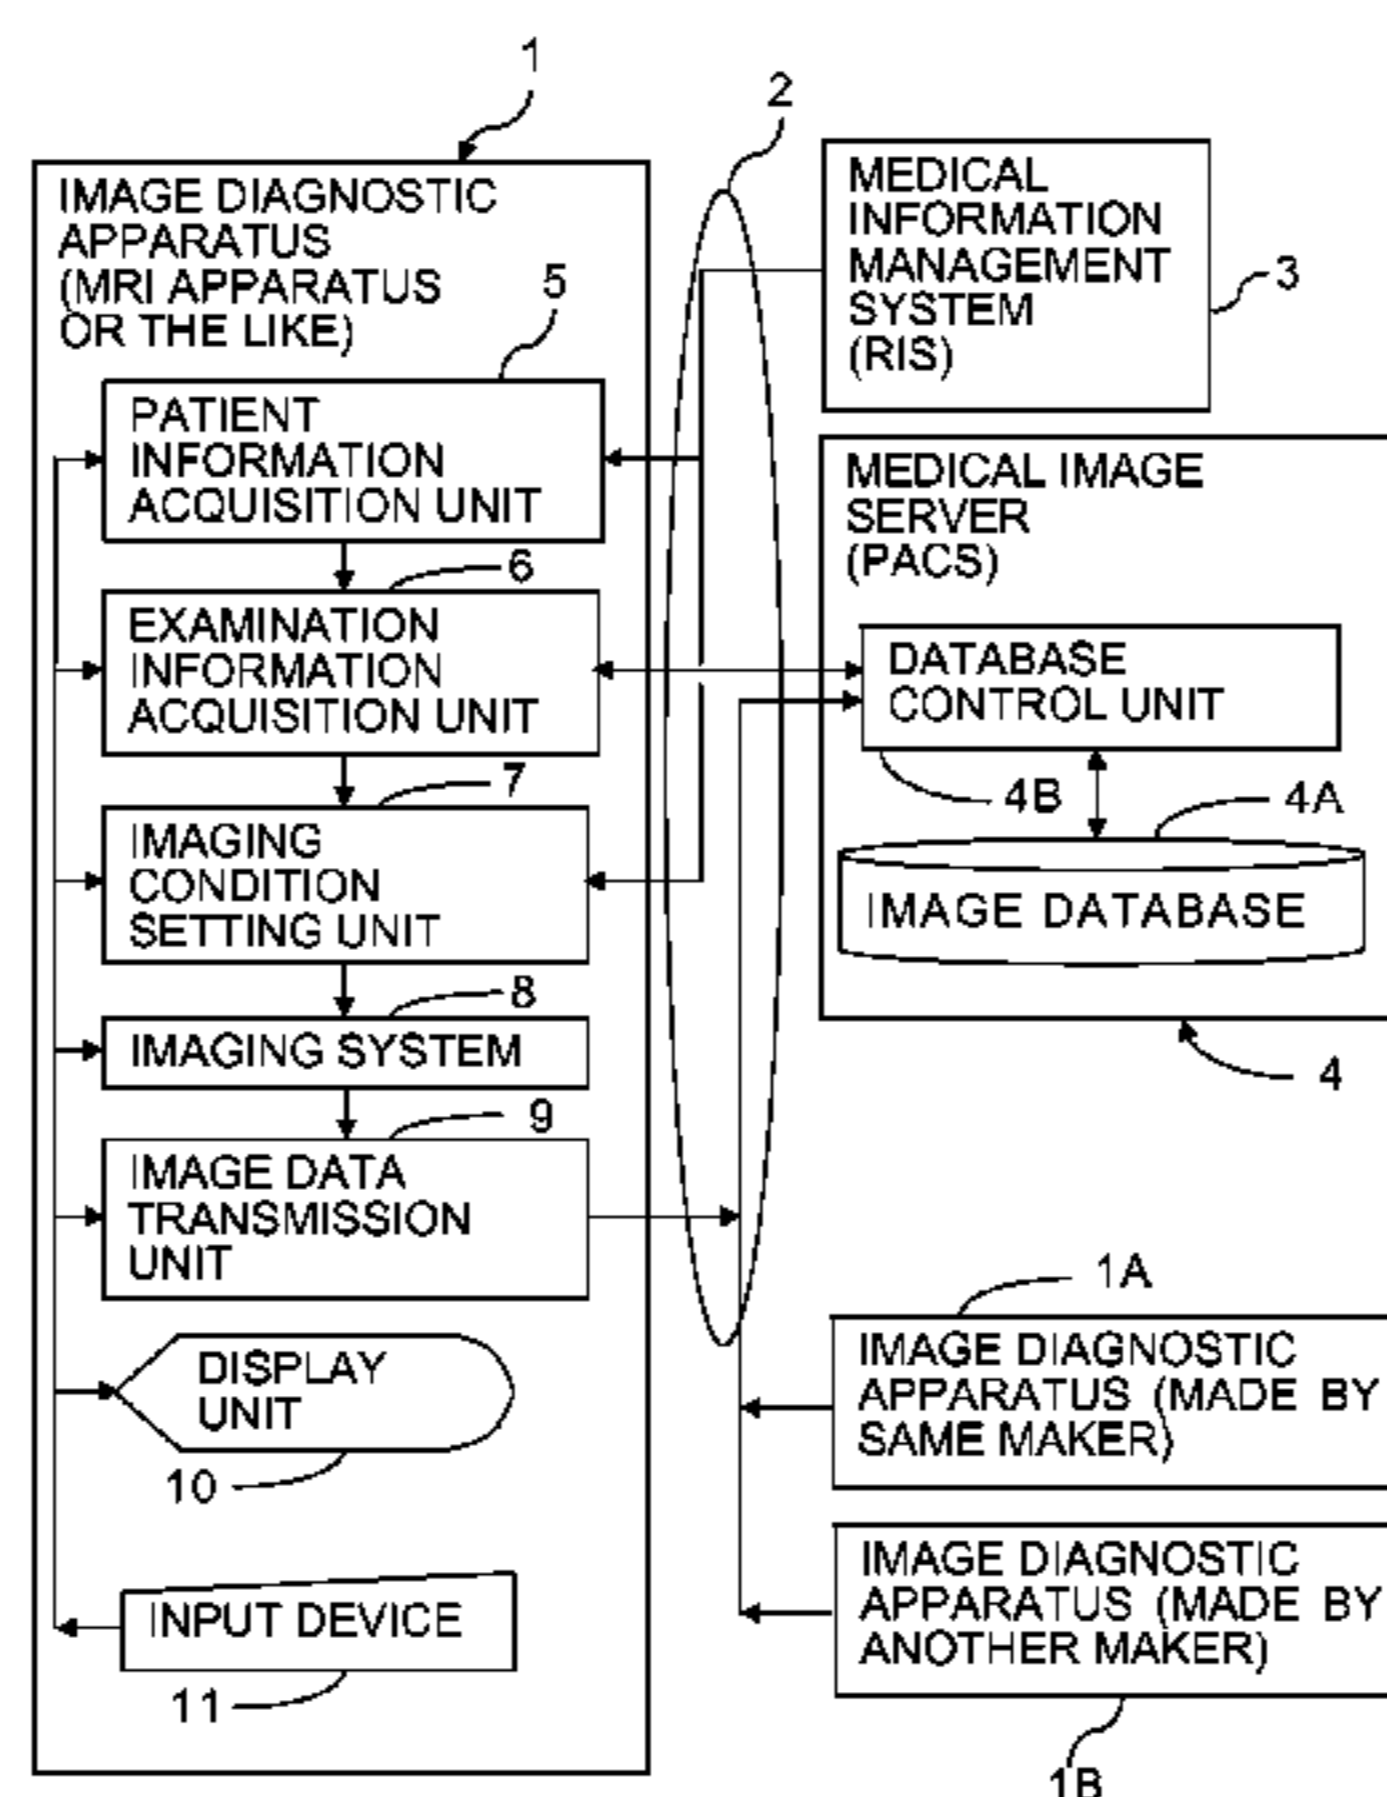 1
IMAGE DIAGNOSTIC
APPARATUS
(MRI APPARATUS
OR THE LIKE)
5
PATIENT
INFORMATION
ACQUISITION UNIT
6
EXAMINATION
INFORMATION
ACQUISITION UNIT
7
IMAGING
CONDITION
SETTING UNIT
8
IMAGING SYSTEM
9
IMAGE DATA
TRANSMISSION
UNIT
DISPLAY
UNIT
10
INPUT DEVICE
11
2
MEDICAL
INFORMATION
MANAGEMENT
SYSTEM
(RIS)
3
MEDICAL IMAGE
SERVER
(PACS)
DATABASE
CONTROL UNIT
4B
4A
IMAGE DATABASE
4
1A
IMAGE DIAGNOSTIC
APPARATUS (MADE BY
SAME MAKER)
IMAGE DIAGNOSTIC
APPARATUS (MADE BY
ANOTHER MAKER)
1B